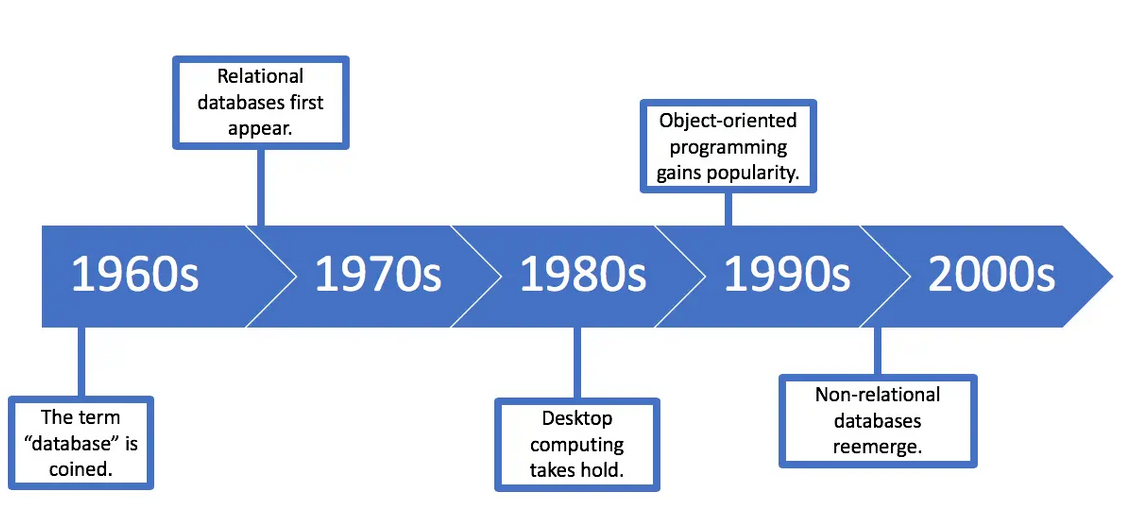 Relational
databases first
appear.
Object-oriented
programming
gains popularity.
1960s
1970s
1980s
1990s
2000s
The term
“database” is
coined.
Desktop
computing
takes hold.
Non-relational
databases
reemerge.